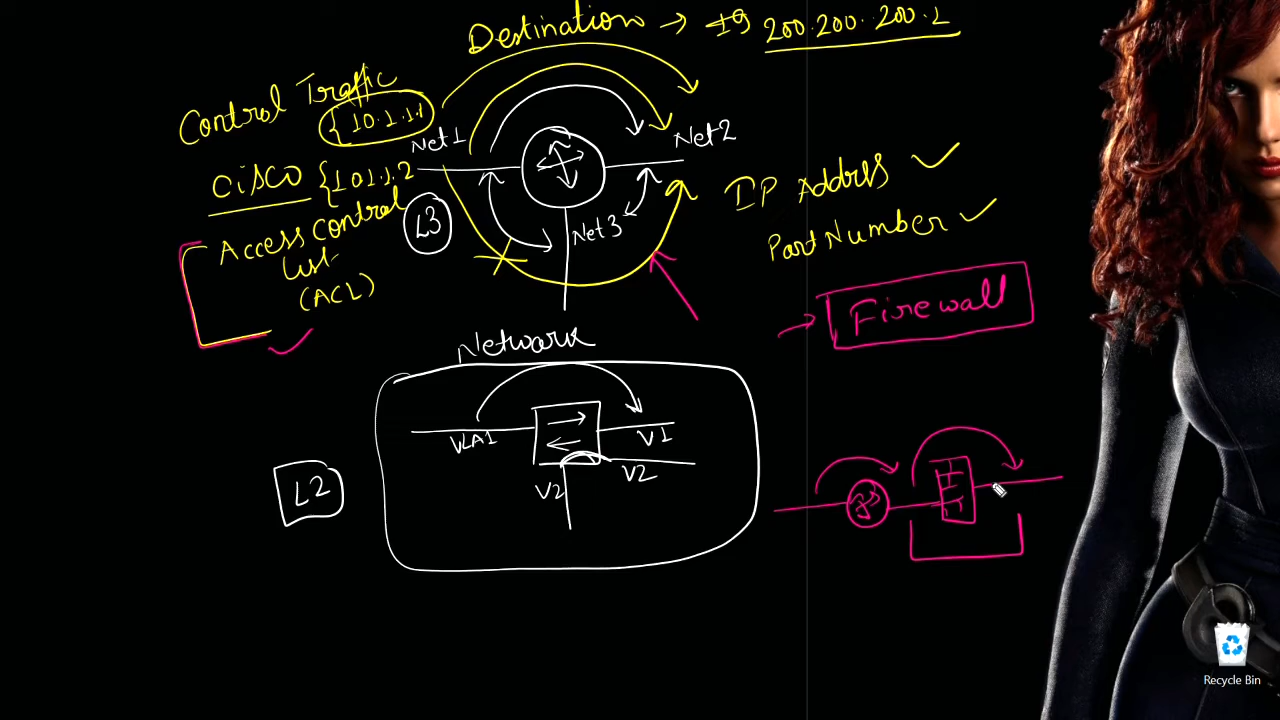 Destination → 19 200.200.200.2
Control Traffic
{10.1.1.1
Net1
Net2
Cisco {10.1.1.2
IP Address
L3
Net3
Port Number
Access Control
List
(ACL)
Firewall
Network
VLA1
V1
V2
V2
L2
Recycle Bin